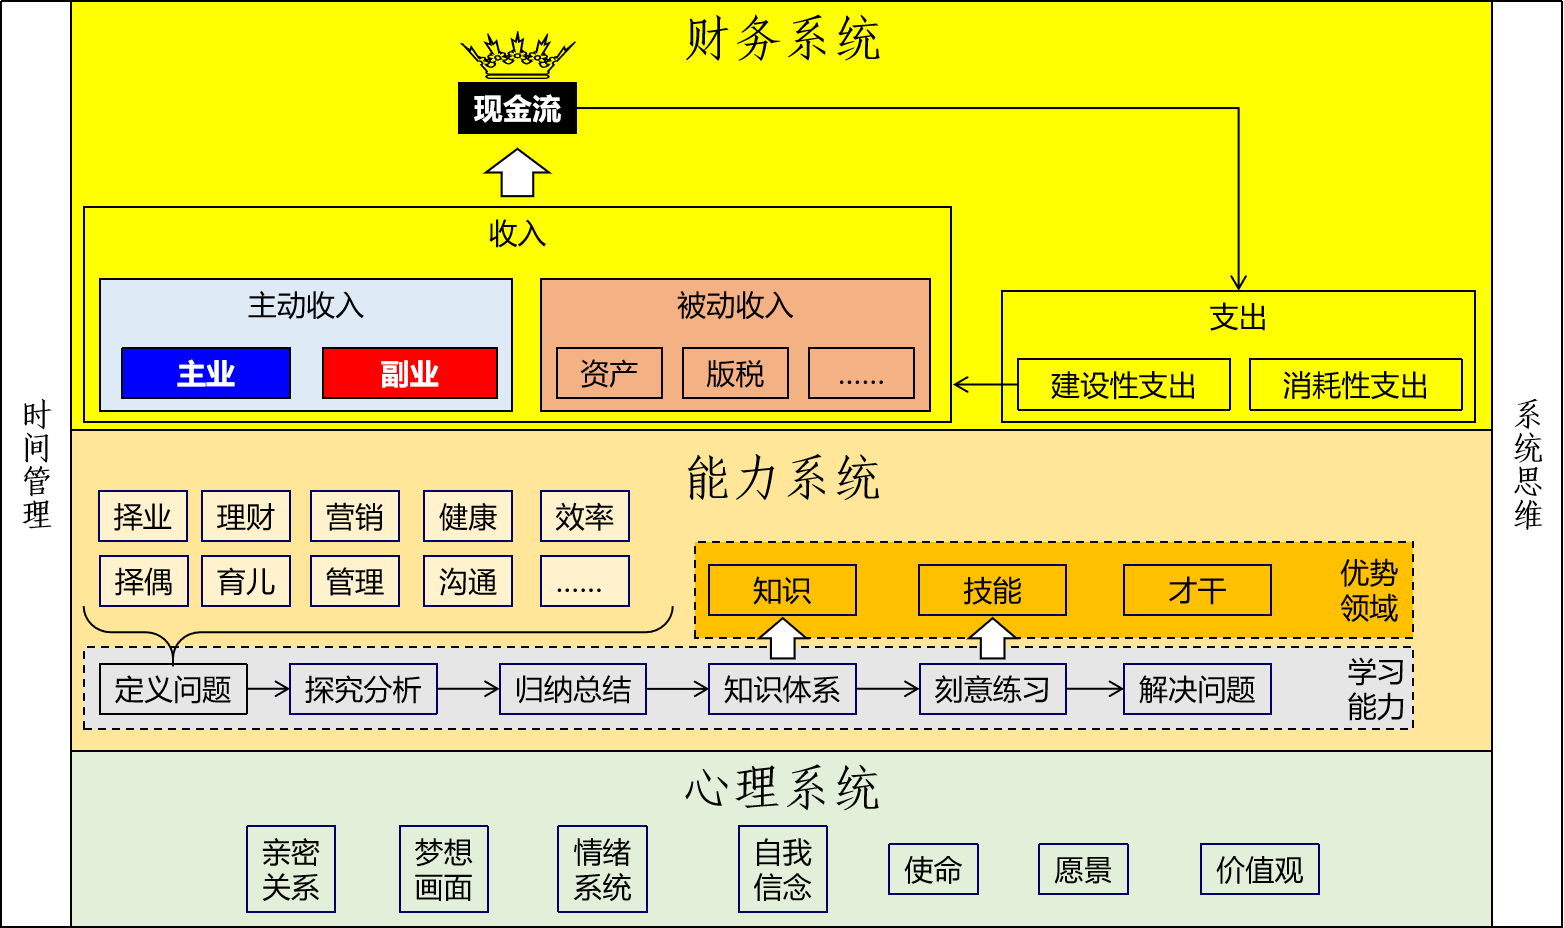 财务系统
现金流
收入
主动收入
主业
副业
被动收入
资产
版税
......
支出
建设性支出
消耗性支出
时间管理
系统思维
能力系统
择业
理财
营销
健康
效率
择偶
育儿
管理
沟通
......
知识
技能
才干
优势
领域
定义问题
探究分析
归纳总结
知识体系
刻意练习
解决问题
学习
能力
心理系统
亲密
关系
梦想
画面
情绪
系统
自我
信念
使命
愿景
价值观